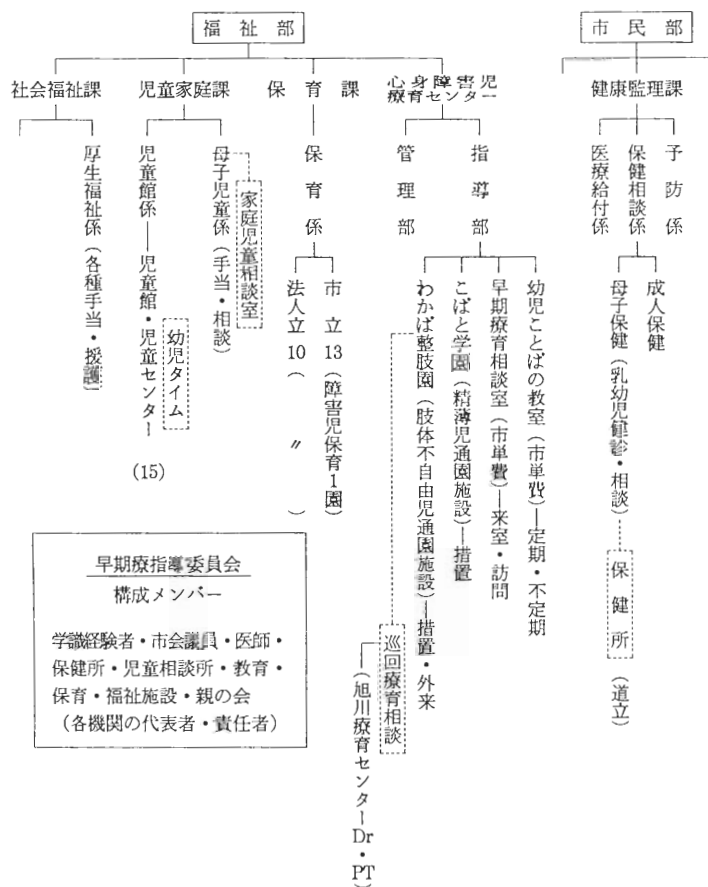 福祉部
市民部
社会福祉課
児童家庭課
保育課
心身障害児
療育センター
健康監理課
厚生福祉係(各種手当・援護)
児童館係――児童館・児童センター
幼児タイム
(15)
母子児童係(手当・相談)
家庭児童相談室
保育係
法人立10(〃)
市立13(障害児保育1園)
管理部
指導部
わかば整肢園(肢体不自由児通園施設)―措置・外来
巡回療育相談
(旭川療育センターDr・PT)
こばと学園(精薄児通園施設)―措置
早期療育相談室(市単費)―来室・訪問
幼児ことばの教室(市単費)―定期・不定期
医療給付係
保健相談係
予防係
母子保健(乳幼児健診・相談)
保健所
(道立)
成人保健
早期療指導委員会
構成メンバー
学識経験者・市会議員・医師・
保健所・児童相談所・教育・
保育・福祉施設・親の会
(各機関の代表者・責任者)